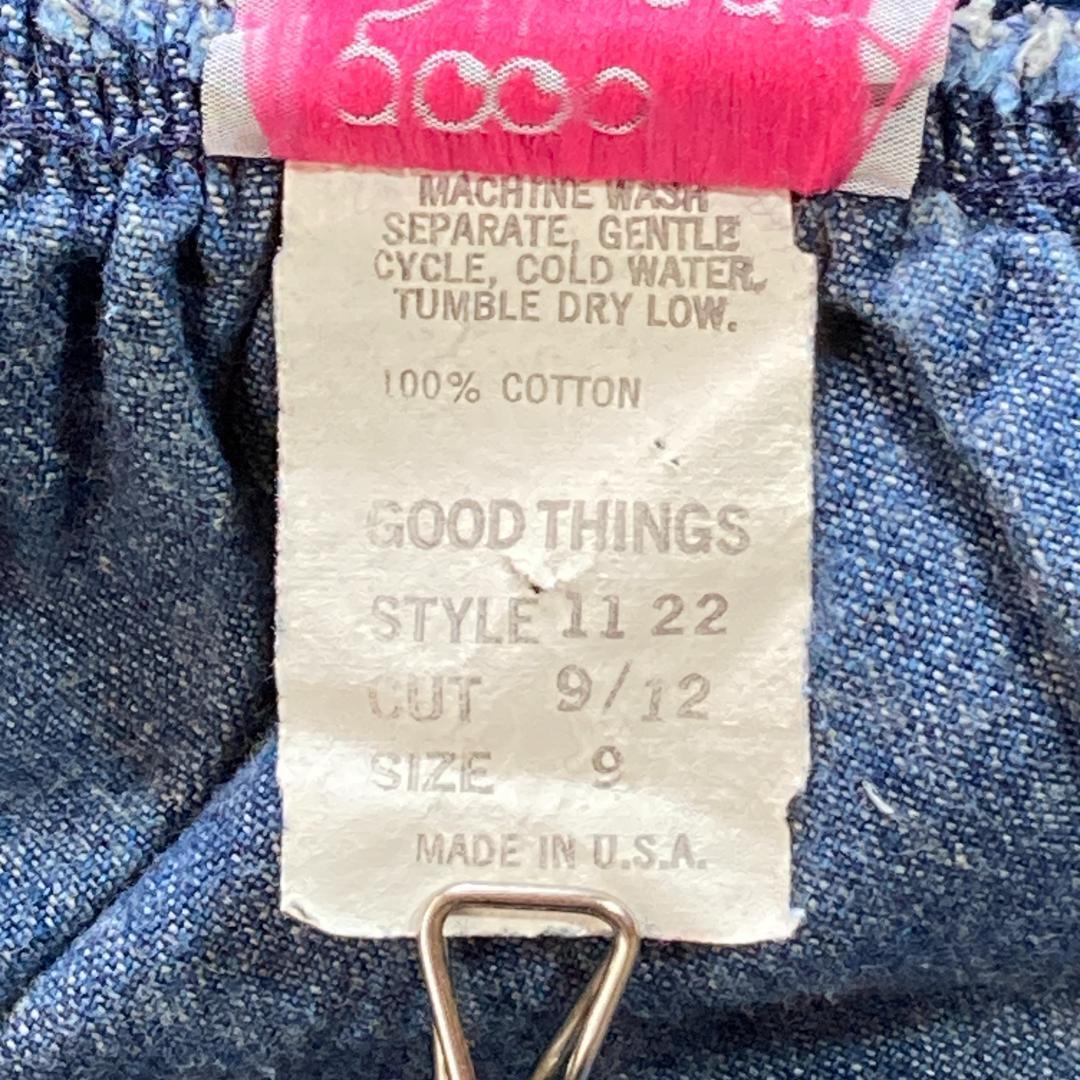 MACHINE WASH
SEPARATE, GENTLE
CYCLE, COLD WATER.
TUMBLE DRY LOW.
100% COTTON
GOOD THINGS
STYLE 11 22
CUT 9/12
SIZE 9
MADE IN U.S.A.